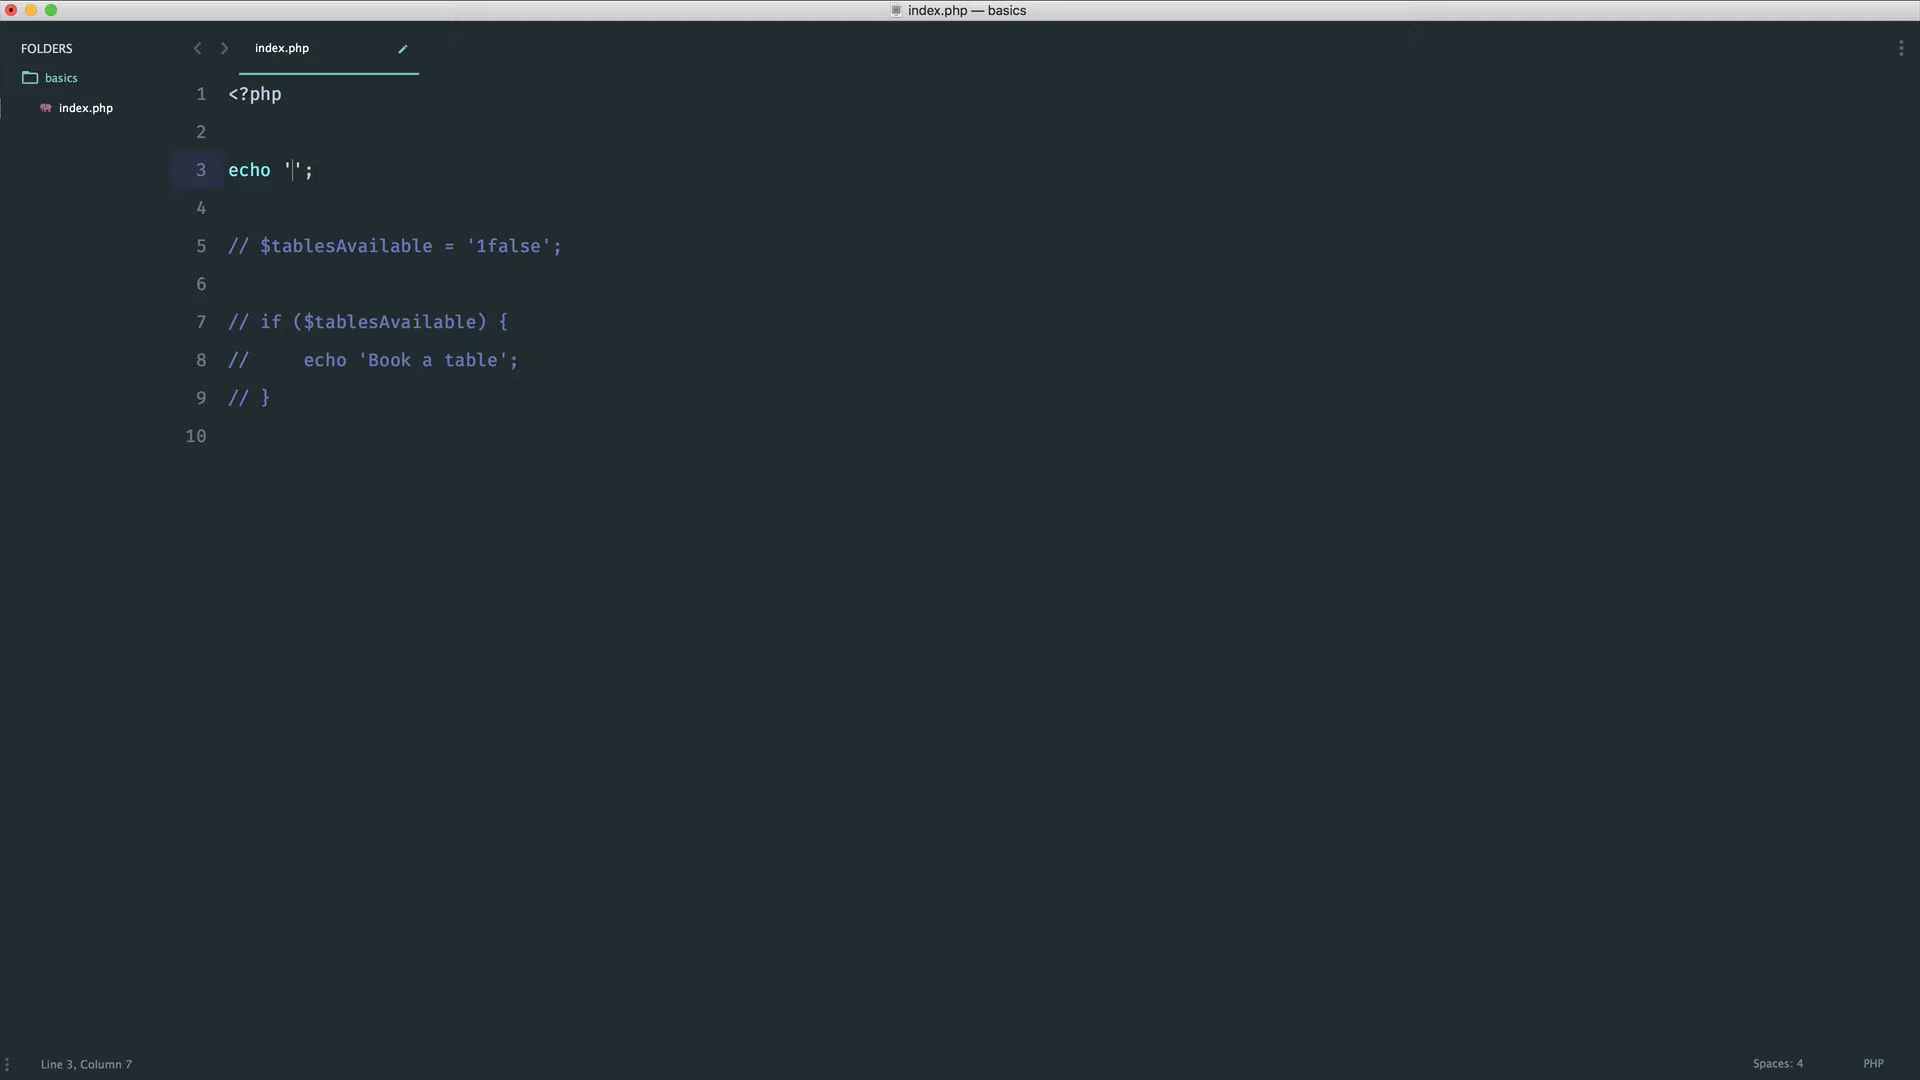 index.php — basics
FOLDERS
basics
index.php
index.php
1 <?php
2
3 echo '';
4
5 // $tablesAvailable = '1false';
6
7 // if ($tablesAvailable) {
8 //     echo 'Book a table';
9 // }
10
Line 3, Column 7
Spaces: 4
PHP